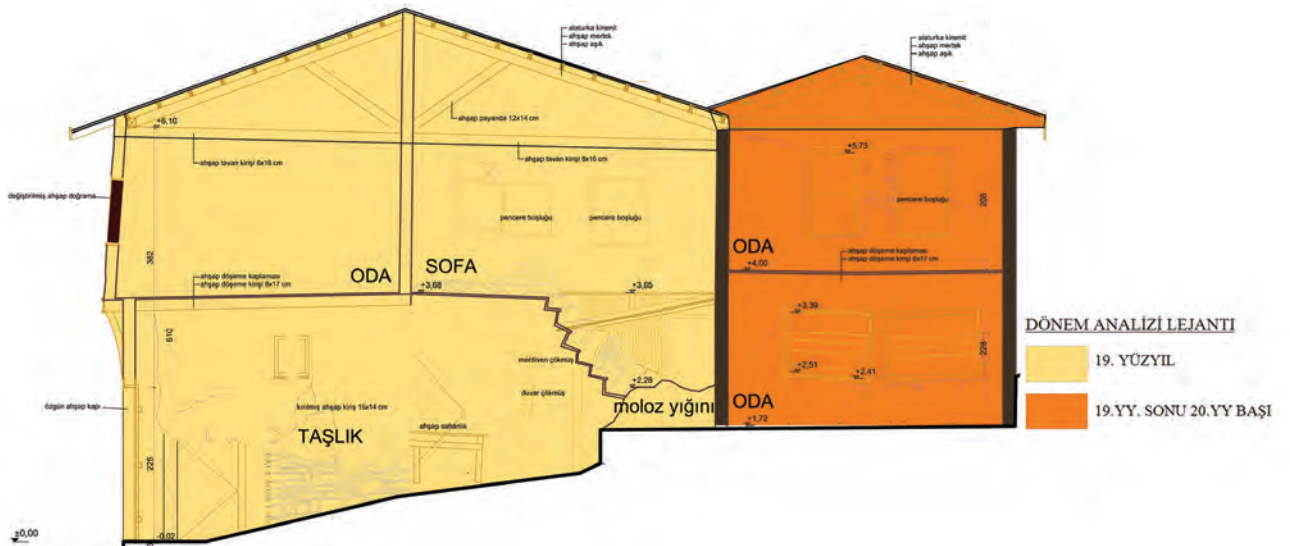 alaturka kiremit
ahşap mertek
ahşap aşık
alaturka kiremit
ahşap mertek
ahşap aşık
ahşap payanda 12x14 cm
+6,10
ahşap tavan kirişi 8x16 cm
ahşap tavan kirişi 8x16 cm
+5,73
değiştirilmiş ahşap doğrama
pencere boşluğu
pencere boşluğu
pencere boşluğu
208
382
ODA
SOFA
ODA
ahşap döşeme kaplaması
ahşap döşeme kirişi 8x17 cm
+4,00
ahşap döşeme kaplaması
ahşap döşeme kirişi 8x17 cm
+3,68
+3,65
+3,39
610
228
DÖNEM ANALİZİ LEJANTI
19. YÜZYIL
19.YY. SONU 20.YY BAŞI
merdiven çökmüş
+2,51
+2,41
+2,28
duvar çökmüş
özgün ahşap kapı
kırılmış ahşap kiriş 15x14 cm
moloz yığını
ODA
+1,72
TAŞLIK
ahşap sahanlık
225
±0,00
-0,02